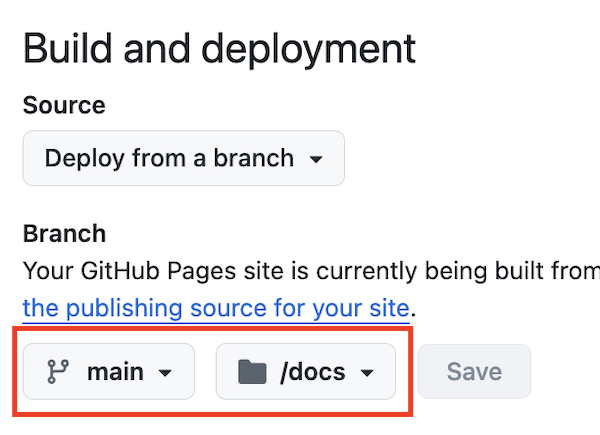 Build and deployment
Source
Deploy from a branch
Branch
Your GitHub Pages site is currently being built from
the publishing source for your site.
main /docs Save